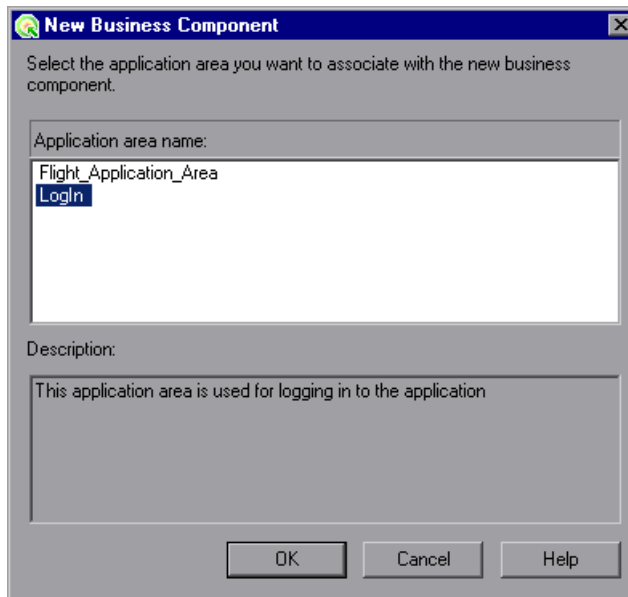 New Business Component
Select the application area you want to associate with the new business
component.
Application area name:
Flight_Application_Area
LogIn
Description:
This application area is used for logging in to the application
OK
Cancel
Help